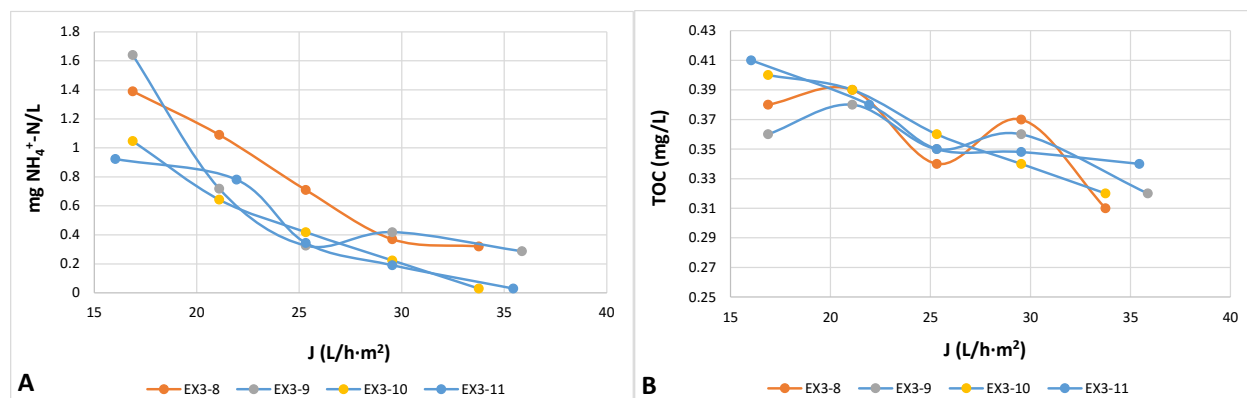 1.8
1.6
1.4
1.2
1
0.8
0.6
0.4
0.2
0
mg NH₄⁺-N/L
15 20 25 30 35 40
J (L/h·m²)
A
EX3-8 EX3-9 EX3-10 EX3-11
0.43
0.41
0.39
0.37
0.35
0.33
0.31
0.29
0.27
0.25
TOC (mg/L)
15 20 25 30 35 40
J (L/h·m²)
B
EX3-8 EX3-9 EX3-10 EX3-11